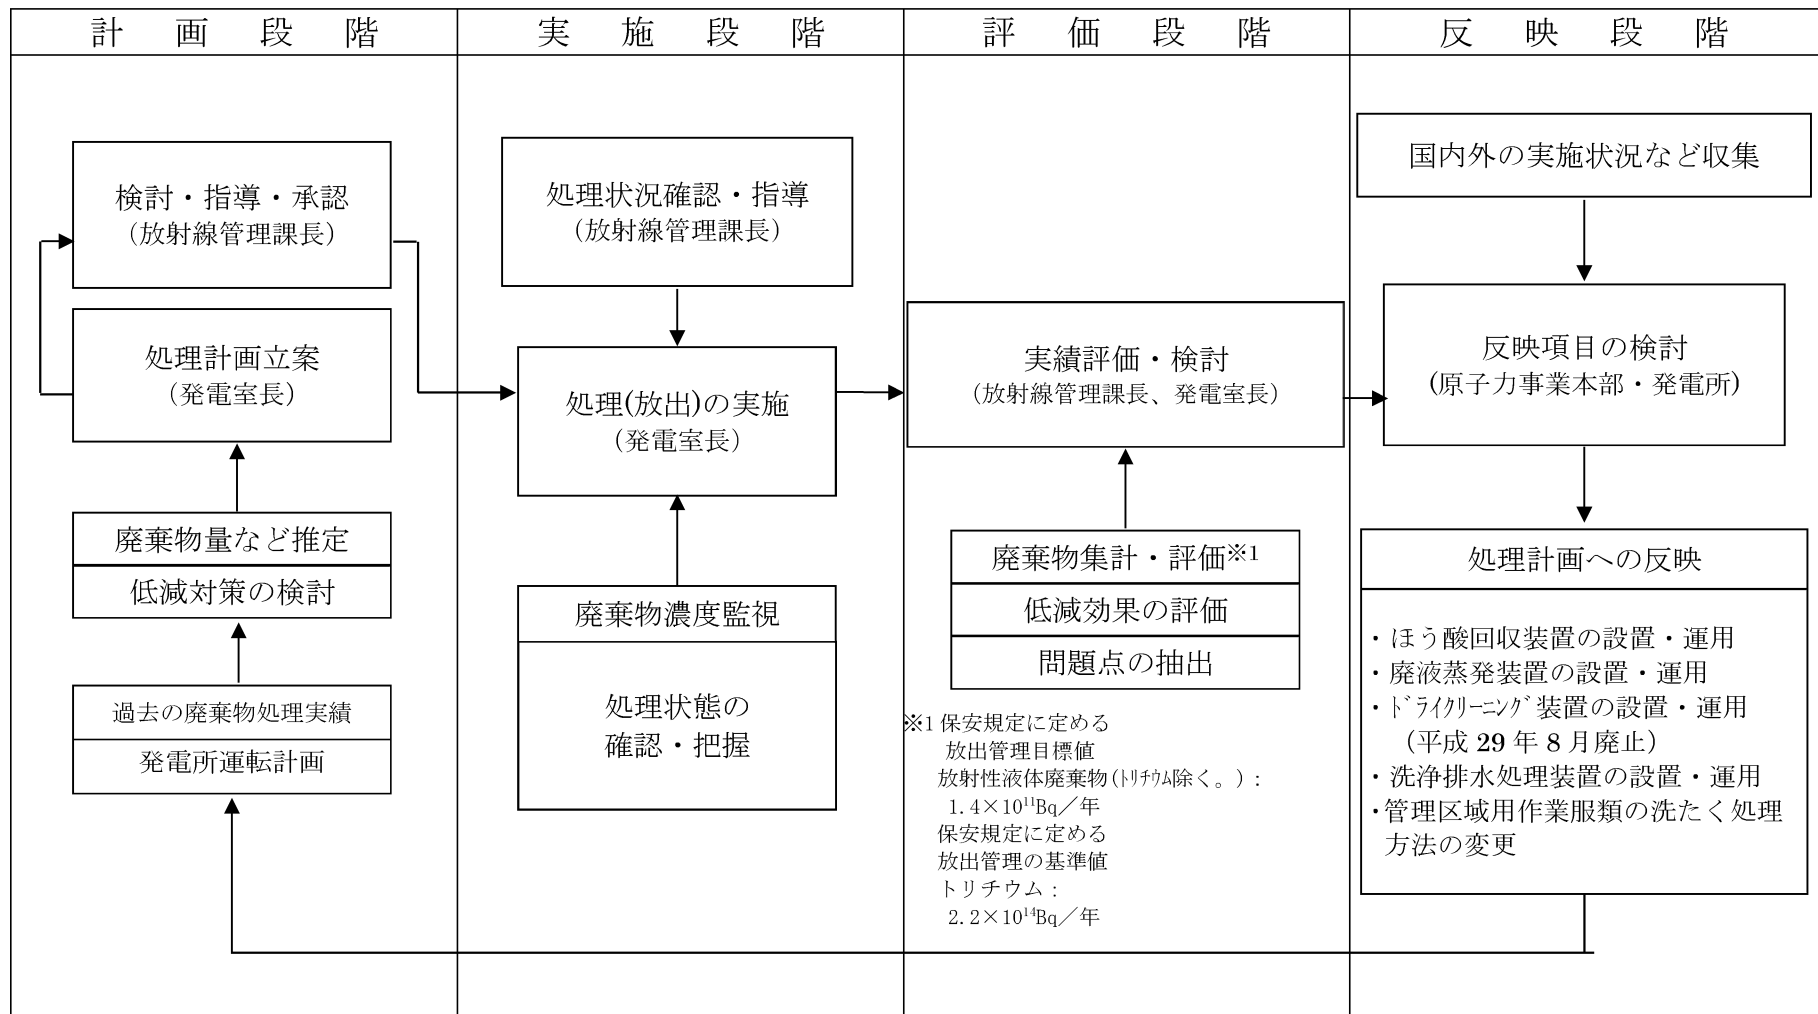 計画段階
実施段階
評価段階
反映段階
検討・指導・承認
（放射線管理課長）
処理計画立案
（発電室長）
廃棄物量など推定
低減対策の検討
過去の廃棄物処理実績
発電所運転計画
処理状況確認・指導
（放射線管理課長）
処理(放出)の実施
（発電室長）
廃棄物濃度監視
処理状態の
確認・把握
実績評価・検討
（放射線管理課長、発電室長）
廃棄物集計・評価※1
低減効果の評価
問題点の抽出
※1 保安規定に定める
放出管理目標値
放射性液体廃棄物(ﾄﾘﾁｳﾑ除く。)：
1.4×10¹¹Bq／年
保安規定に定める
放出管理の基準値
トリチウム：
2.2×10¹⁴Bq／年
国内外の実施状況など収集
反映項目の検討
(原子力事業本部・発電所)
処理計画への反映
・ほう酸回収装置の設置・運用
・廃液蒸発装置の設置・運用
・ﾄﾞﾗｲｸﾘｰﾆﾝｸﾞ装置の設置・運用
（平成 29 年 8 月廃止）
・洗浄排水処理装置の設置・運用
・管理区域用作業服類の洗たく処理
方法の変更